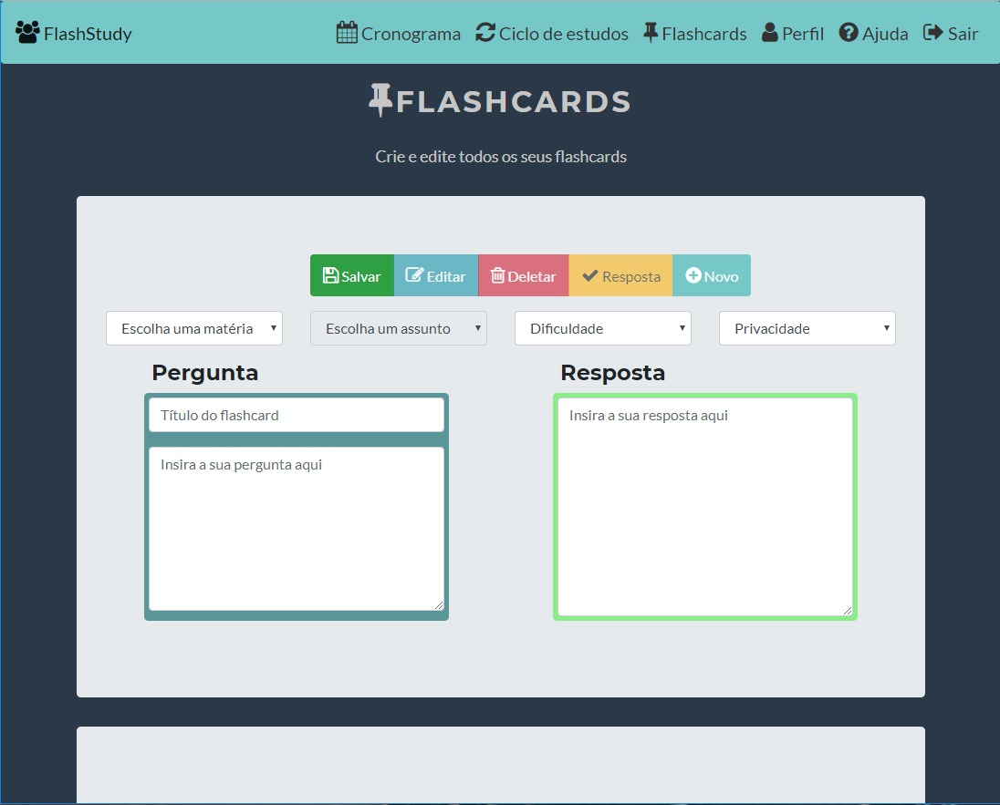 FlashStudy Cronograma Ciclo de estudos Flashcards Perfil Ajuda Sair
FLASHCARDS
Crie e edite todos os seus flashcards
Salvar Editar Deletar Resposta Novo
Escolha uma matéria Escolha um assunto Dificuldade Privacidade
Pergunta Resposta
Título do flashcard Insira a sua resposta aqui
Insira a sua pergunta aqui